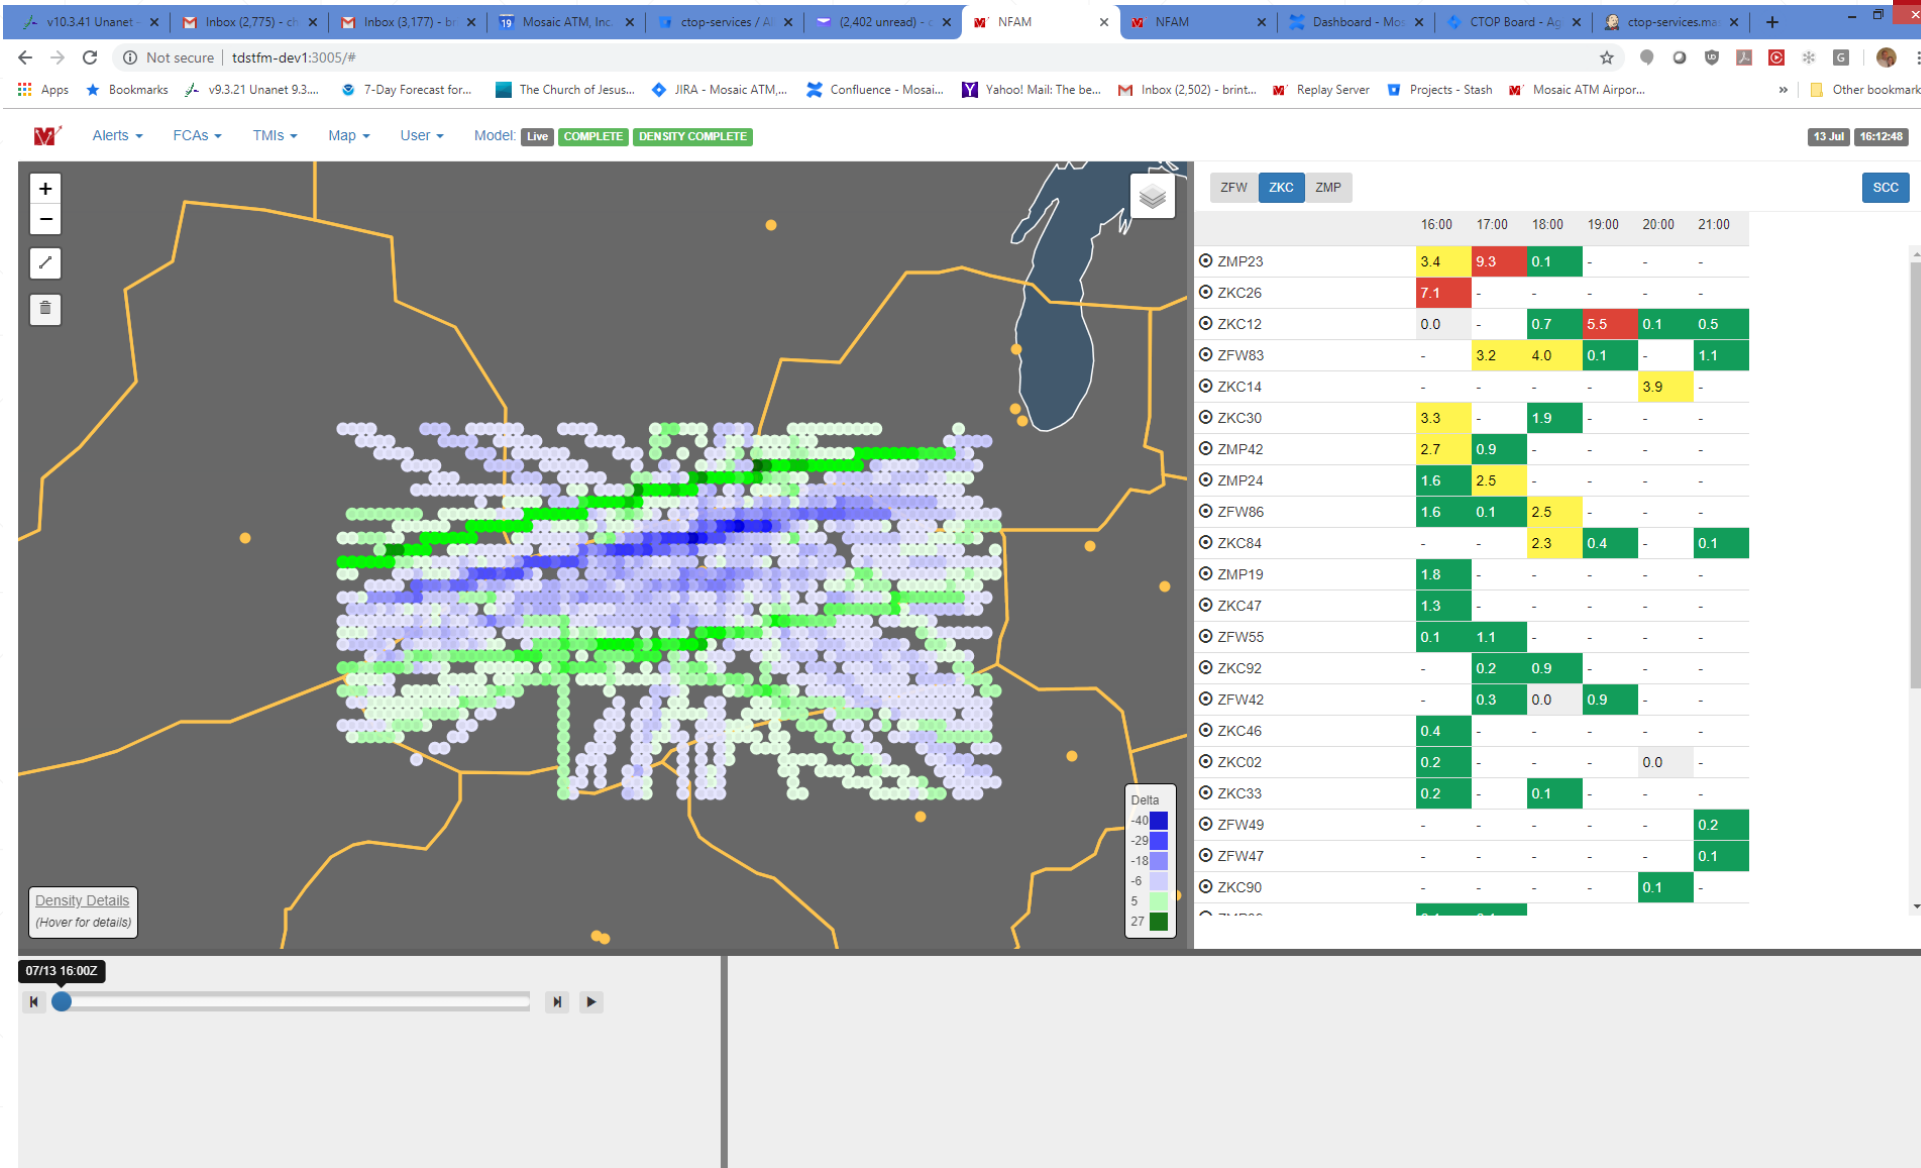 v10.3.41 Unanet - Inbox (2,775) - ch Inbox (3,177) - br Mosaic ATM, Inc. ctop-services / Al (2,402 unread) - c NFAM NFAM Dashboard - Mos CTOP Board - Ag ctop-services.ma
Not secure | tdstfm-dev1:3005/#
Apps Bookmarks v9.3.21 Unanet 9.3.... 7-Day Forecast for... The Church of Jesus... JIRA - Mosaic ATM,... Confluence - Mosai... Yahoo! Mail: The be... Inbox (2,502) - brint... Replay Server Projects - Stash Mosaic ATM Airpor... » Other bookmark
Alerts FCAs TMIs Map User Model: Live COMPLETE DENSITY COMPLETE 13 Jul 16:12:48
+
−
ZFW ZKC ZMP SCC
16:00 17:00 18:00 19:00 20:00 21:00
ZMP23 3.4 9.3 0.1 - - -
ZKC26 7.1 - - - - -
ZKC12 0.0 - 0.7 5.5 0.1 0.5
ZFW83 - 3.2 4.0 0.1 - 1.1
ZKC14 - - - - 3.9 -
ZKC30 3.3 - 1.9 - - -
ZMP42 2.7 0.9 - - - -
ZMP24 1.6 2.5 - - - -
ZFW86 1.6 0.1 2.5 - - -
ZKC84 - - 2.3 0.4 - 0.1
ZMP19 1.8 - - - - -
ZKC47 1.3 - - - - -
ZFW55 0.1 1.1 - - - -
ZKC92 - 0.2 0.9 - - -
ZFW42 - 0.3 0.0 0.9 - -
ZKC46 0.4 - - - - -
ZKC02 0.2 - - - 0.0 -
ZKC33 0.2 - 0.1 - - -
ZFW49 - - - - - 0.2
ZFW47 - - - - - 0.1
ZKC90 - - - - 0.1 -
Delta
-40
-29
-18
-6
5
27
Density Details
(Hover for details)
07/13 16:00Z